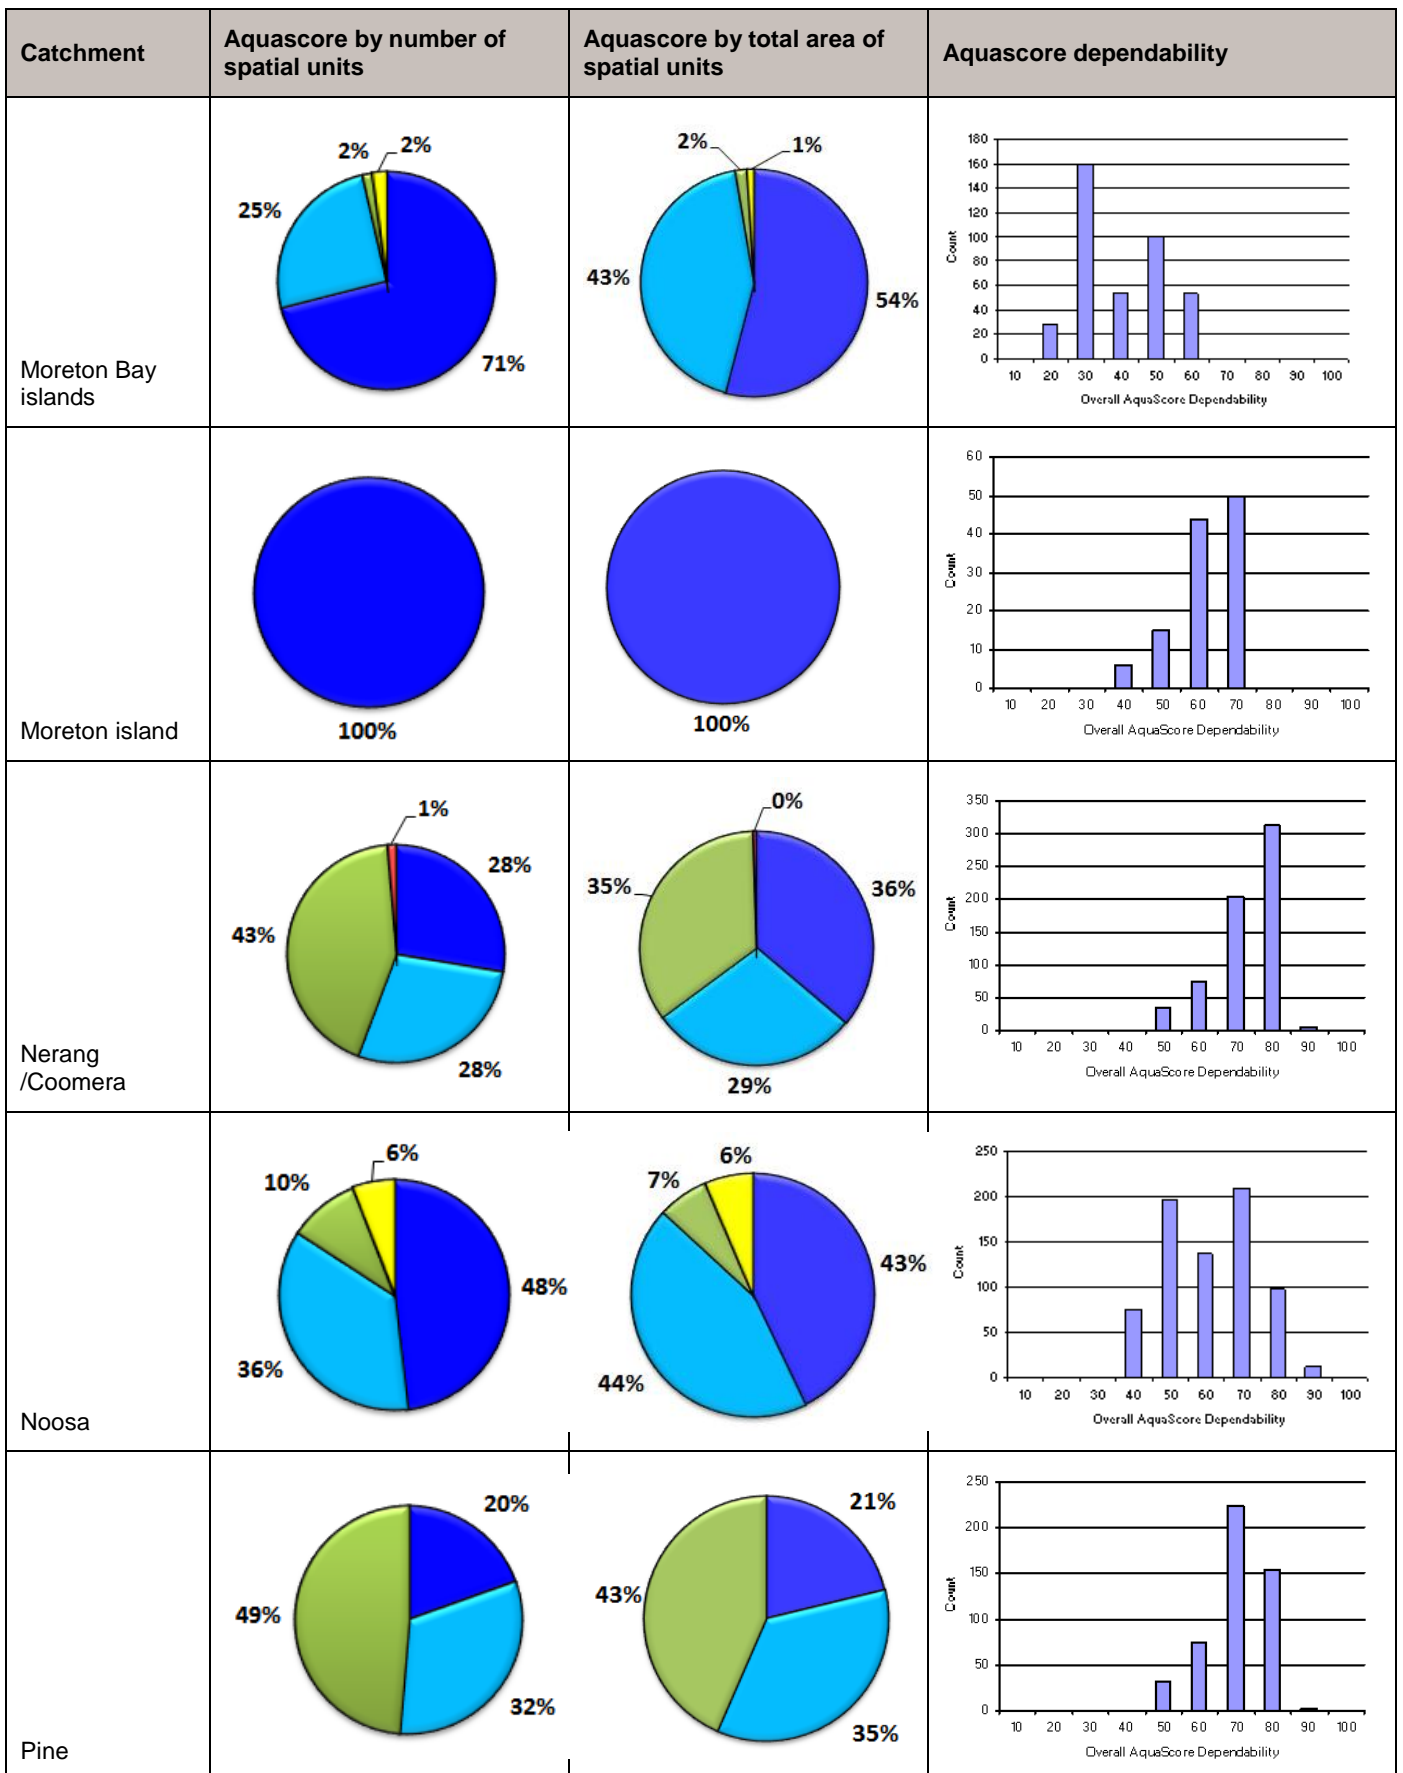 Catchment
Aquascore by number of
spatial units
Aquascore by total area of
spatial units
Aquascore dependability
Moreton Bay
islands
2%
2%
25%
71%
2%
1%
43%
54%
180
160
140
120
100
80
60
40
20
0
Count
10 20 30 40 50 60 70 80 90 100
Overall AquaScore Dependability
Moreton island
100%
100%
60
50
40
30
20
10
0
Count
10 20 30 40 50 60 70 80 90 100
Overall AquaScore Dependability
Nerang
/Coomera
1%
28%
43%
28%
0%
35%
36%
29%
350
300
250
200
150
100
50
0
Count
10 20 30 40 50 60 70 80 90 100
Overall AquaScore Dependability
Noosa
6%
10%
48%
36%
6%
7%
43%
44%
250
200
150
100
50
0
Count
10 20 30 40 50 60 70 80 90 100
Overall AquaScore Dependability
Pine
20%
49%
32%
21%
43%
35%
250
200
150
100
50
0
Count
10 20 30 40 50 60 70 80 90 100
Overall AquaScore Dependability